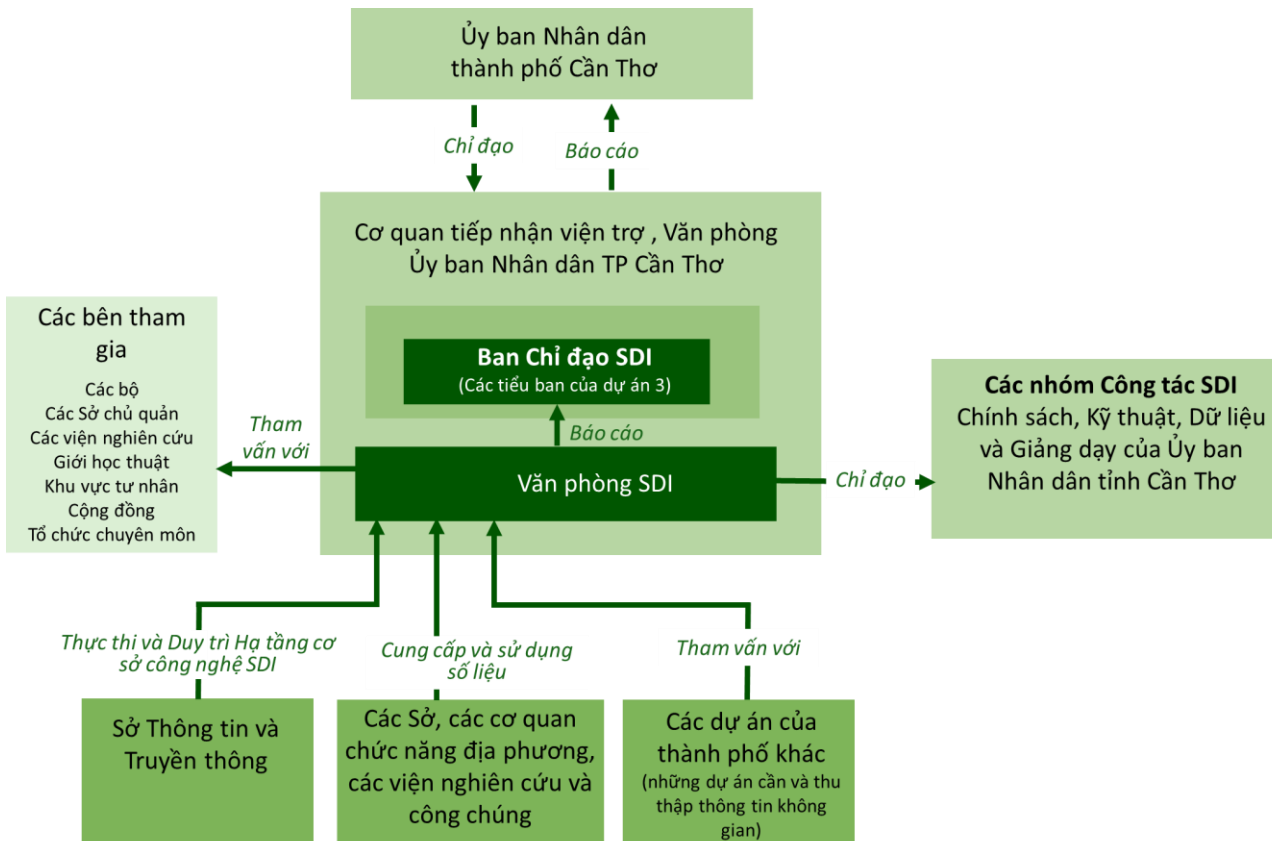 Ủy ban Nhân dân
thành phố Cần Thơ
Chỉ đạo
Báo cáo
Cơ quan tiếp nhận viện trợ , Văn phòng
Ủy ban Nhân dân TP Cần Thơ
Ban Chỉ đạo SDI
(Các tiểu ban của dự án 3)
Báo cáo
Văn phòng SDI
Các bên tham
gia
Các bộ
Các Sở chủ quản
Các viện nghiên cứu
Giới học thuật
Khu vực tư nhân
Cộng đồng
Tổ chức chuyên môn
Tham
vấn với
Chỉ đạo
Các nhóm Công tác SDI
Chính sách, Kỹ thuật, Dữ liệu
và Giảng dạy của Ủy ban
Nhân dân tỉnh Cần Thơ
Thực thi và Duy trì Hạ tầng cơ
sở công nghệ SDI
Cung cấp và sử dụng
số liệu
Tham vấn với
Sở Thông tin và
Truyền thông
Các Sở, các cơ quan
chức năng địa phương,
các viện nghiên cứu và
công chúng
Các dự án của
thành phố khác
(những dự án cần và thu
thập thông tin không
gian)